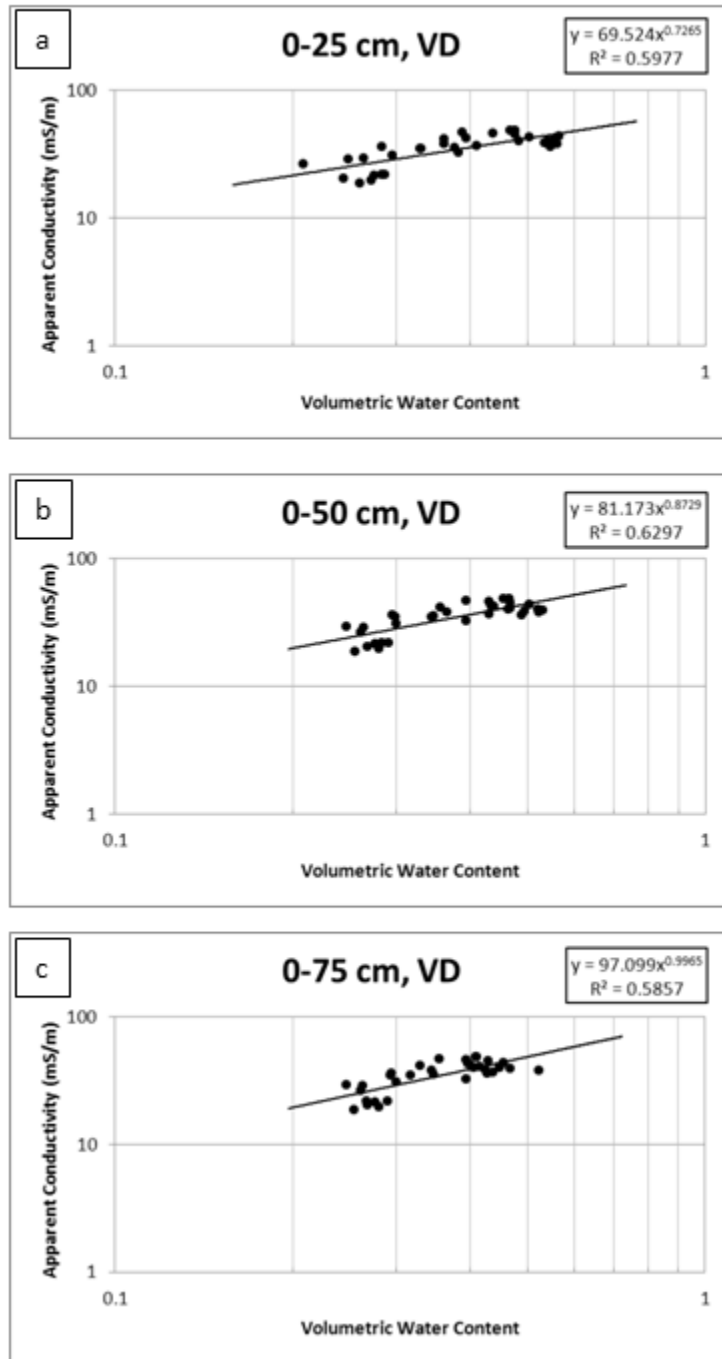 a
0-25 cm, VD
y = 69.524x^0.7265
R² = 0.5977
Apparent Conductivity (mS/m)
100
10
1
0.1
1
Volumetric Water Content
b
0-50 cm, VD
y = 81.173x^0.8729
R² = 0.6297
Apparent Conductivity (mS/m)
100
10
1
0.1
1
Volumetric Water Content
c
0-75 cm, VD
y = 97.099x^0.9965
R² = 0.5857
Apparent Conductivity (mS/m)
100
10
1
0.1
1
Volumetric Water Content